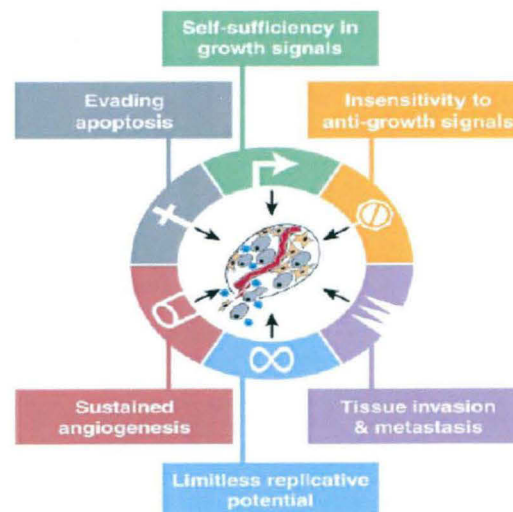 Self-sufficiency in
growth signals
Evading
apoptosis
Insensitivity to
anti-growth signals
Sustained
angiogenesis
Tissue invasion
& metastasis
Limitless replicative
potential